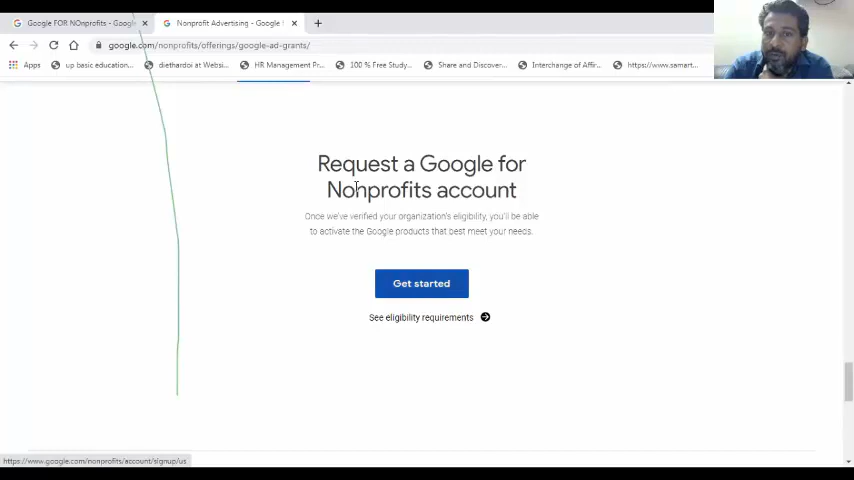 Google FOR NOnprofits - Googl
Nonprofit Advertising - Google
google.com/nonprofits/offerings/google-ad-grants/
Apps
up basic education...
diethardoi at Websi...
HR Management Pr...
100 % Free Study...
Share and Discover...
Interchange of Affir...
https://www.samart...
Request a Google for
Nonprofits account
Once we've verified your organization's eligibility, you'll be able
to activate the Google products that best meet your needs.
Get started
See eligibility requirements
https://www.google.com/nonprofits/account/signup/us